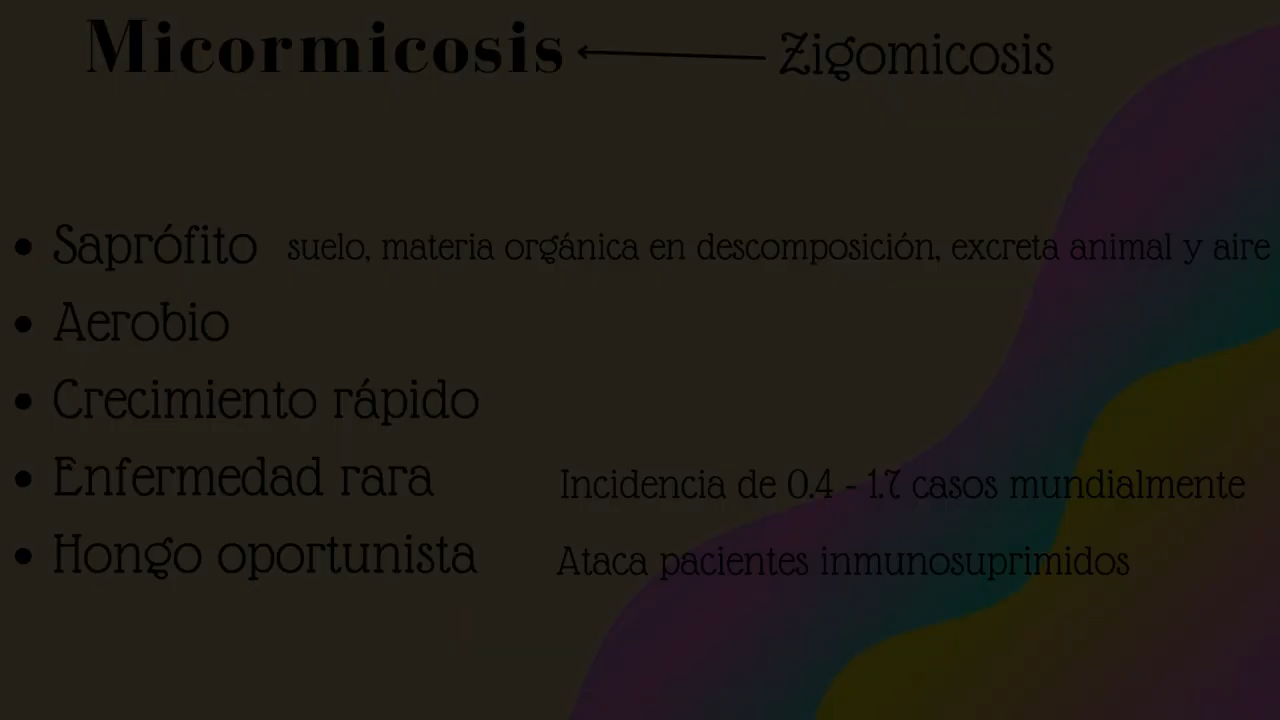 Micormicosis ← Zigomicosis
• Saprófito suelo, materia orgánica en descomposición, excreta animal y aire
• Aerobio
• Crecimiento rápido
• Enfermedad rara Incidencia de 0.4 - 1.7 casos mundialmente
• Hongo oportunista Ataca pacientes inmunosuprimidos